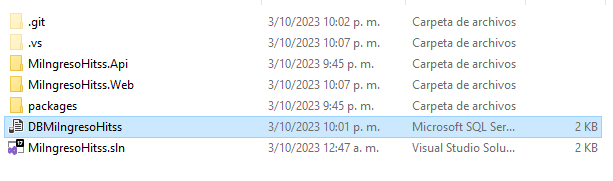 .git 3/10/2023 10:02 p. m. Carpeta de archivos
.vs 3/10/2023 10:07 p. m. Carpeta de archivos
MiIngresoHitss.Api 3/10/2023 9:45 p. m. Carpeta de archivos
MiIngresoHitss.Web 3/10/2023 10:07 p. m. Carpeta de archivos
packages 3/10/2023 9:45 p. m. Carpeta de archivos
DBMiIngresoHitss 3/10/2023 10:01 p. m. Microsoft SQL Ser... 2 KB
MiIngresoHitss.sln 3/10/2023 12:47 a. m. Visual Studio Solu... 2 KB